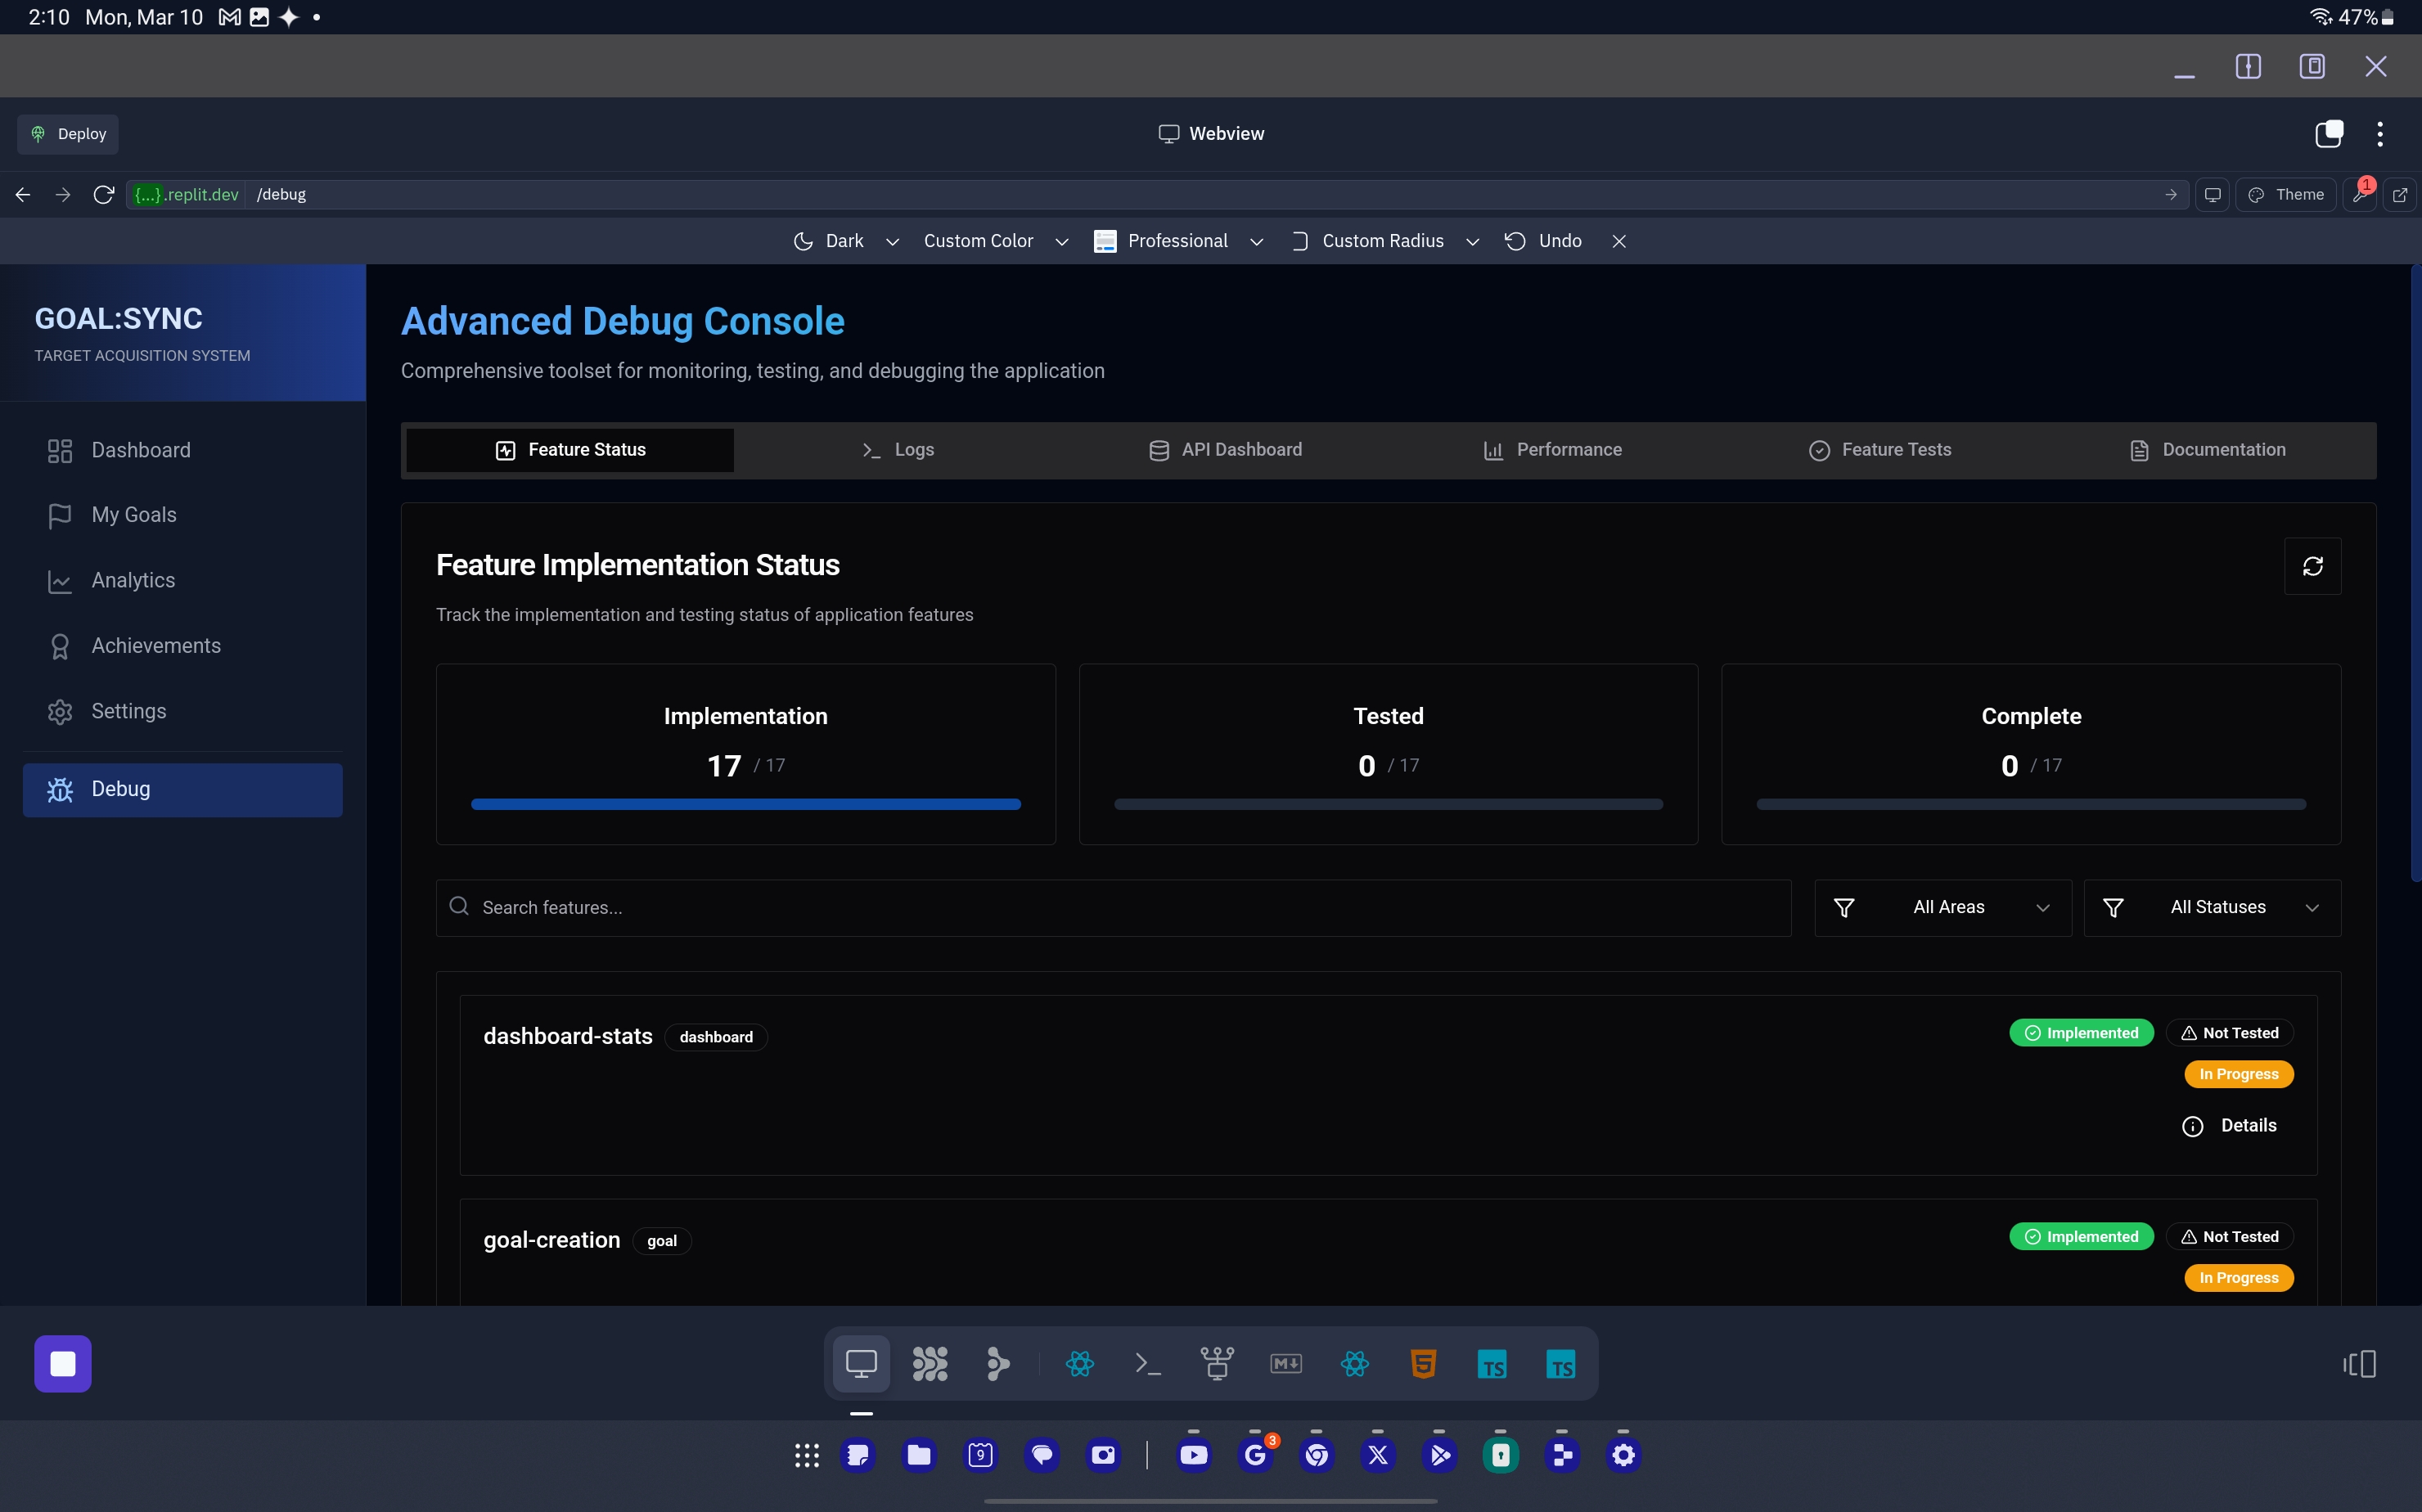 2:10 Mon, Mar 10
47%
Deploy
Webview
{...}.replit.dev /debug
Theme
1
Dark
Custom Color
Professional
Custom Radius
Undo
GOAL:SYNC
TARGET ACQUISITION SYSTEM
Dashboard
My Goals
Analytics
Achievements
Settings
Debug
Advanced Debug Console
Comprehensive toolset for monitoring, testing, and debugging the application
Feature Status
Logs
API Dashboard
Performance
Feature Tests
Documentation
Feature Implementation Status
Track the implementation and testing status of application features
Implementation
17 / 17
Tested
0 / 17
Complete
0 / 17
Search features...
All Areas
All Statuses
dashboard-stats
dashboard
Implemented
Not Tested
In Progress
Details
goal-creation
goal
Implemented
Not Tested
In Progress
M
5
TS
TS
9
G
3
X